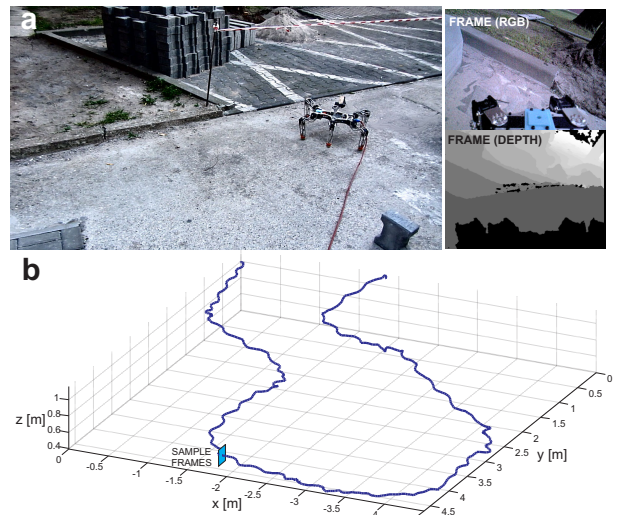 a
FRAME (RGB)
FRAME (DEPTH)
b
z [m]
1
0.8
0.6
0.4
0
-0.5
-1
-1.5
-2
-2.5
-3
-3.5
-4
x [m]
SAMPLE
FRAMES
0
0.5
1
1.5
2
2.5
3
3.5
4
4.5
y [m]